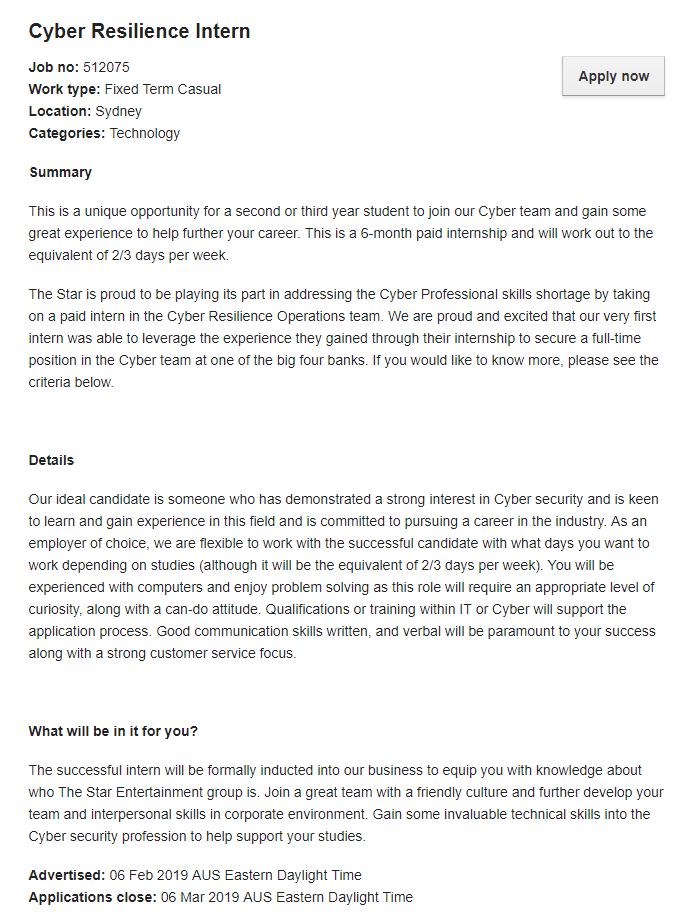 Cyber Resilience Intern
Job no: 512075
Apply now
Work type: Fixed Term Casual
Location: Sydney
Categories: Technology
Summary
This is a unique opportunity for a second or third year student to join our Cyber team and gain some
great experience to help further your career. This is a 6-month paid internship and will work out to the
equivalent of 2/3 days per week.
The Star is proud to be playing its part in addressing the Cyber Professional skills shortage by taking
on a paid intern in the Cyber Resilience Operations team. We are proud and excited that our very first
intern was able to leverage the experience they gained through their internship to secure a full-time
position in the Cyber team at one of the big four banks. If you would like to know more, please see the
criteria below.
Details
Our ideal candidate is someone who has demonstrated a strong interest in Cyber security and is keen
to learn and gain experience in this field and is committed to pursuing a career in the industry. As an
employer of choice, we are flexible to work with the successful candidate with what days you want to
work depending on studies (although it will be the equivalent of 2/3 days per week). You will be
experienced with computers and enjoy problem solving as this role will require an appropriate level of
curiosity, along with a can-do attitude. Qualifications or training within IT or Cyber will support the
application process. Good communication skills written, and verbal will be paramount to your success
along with a strong customer service focus.
What will be in it for you?
The successful intern will be formally inducted into our business to equip you with knowledge about
who The Star Entertainment group is. Join a great team with a friendly culture and further develop your
team and interpersonal skills in corporate environment. Gain some invaluable technical skills into the
Cyber security profession to help support your studies.
Advertised: 06 Feb 2019 AUS Eastern Daylight Time
Applications close: 06 Mar 2019 AUS Eastern Daylight Time